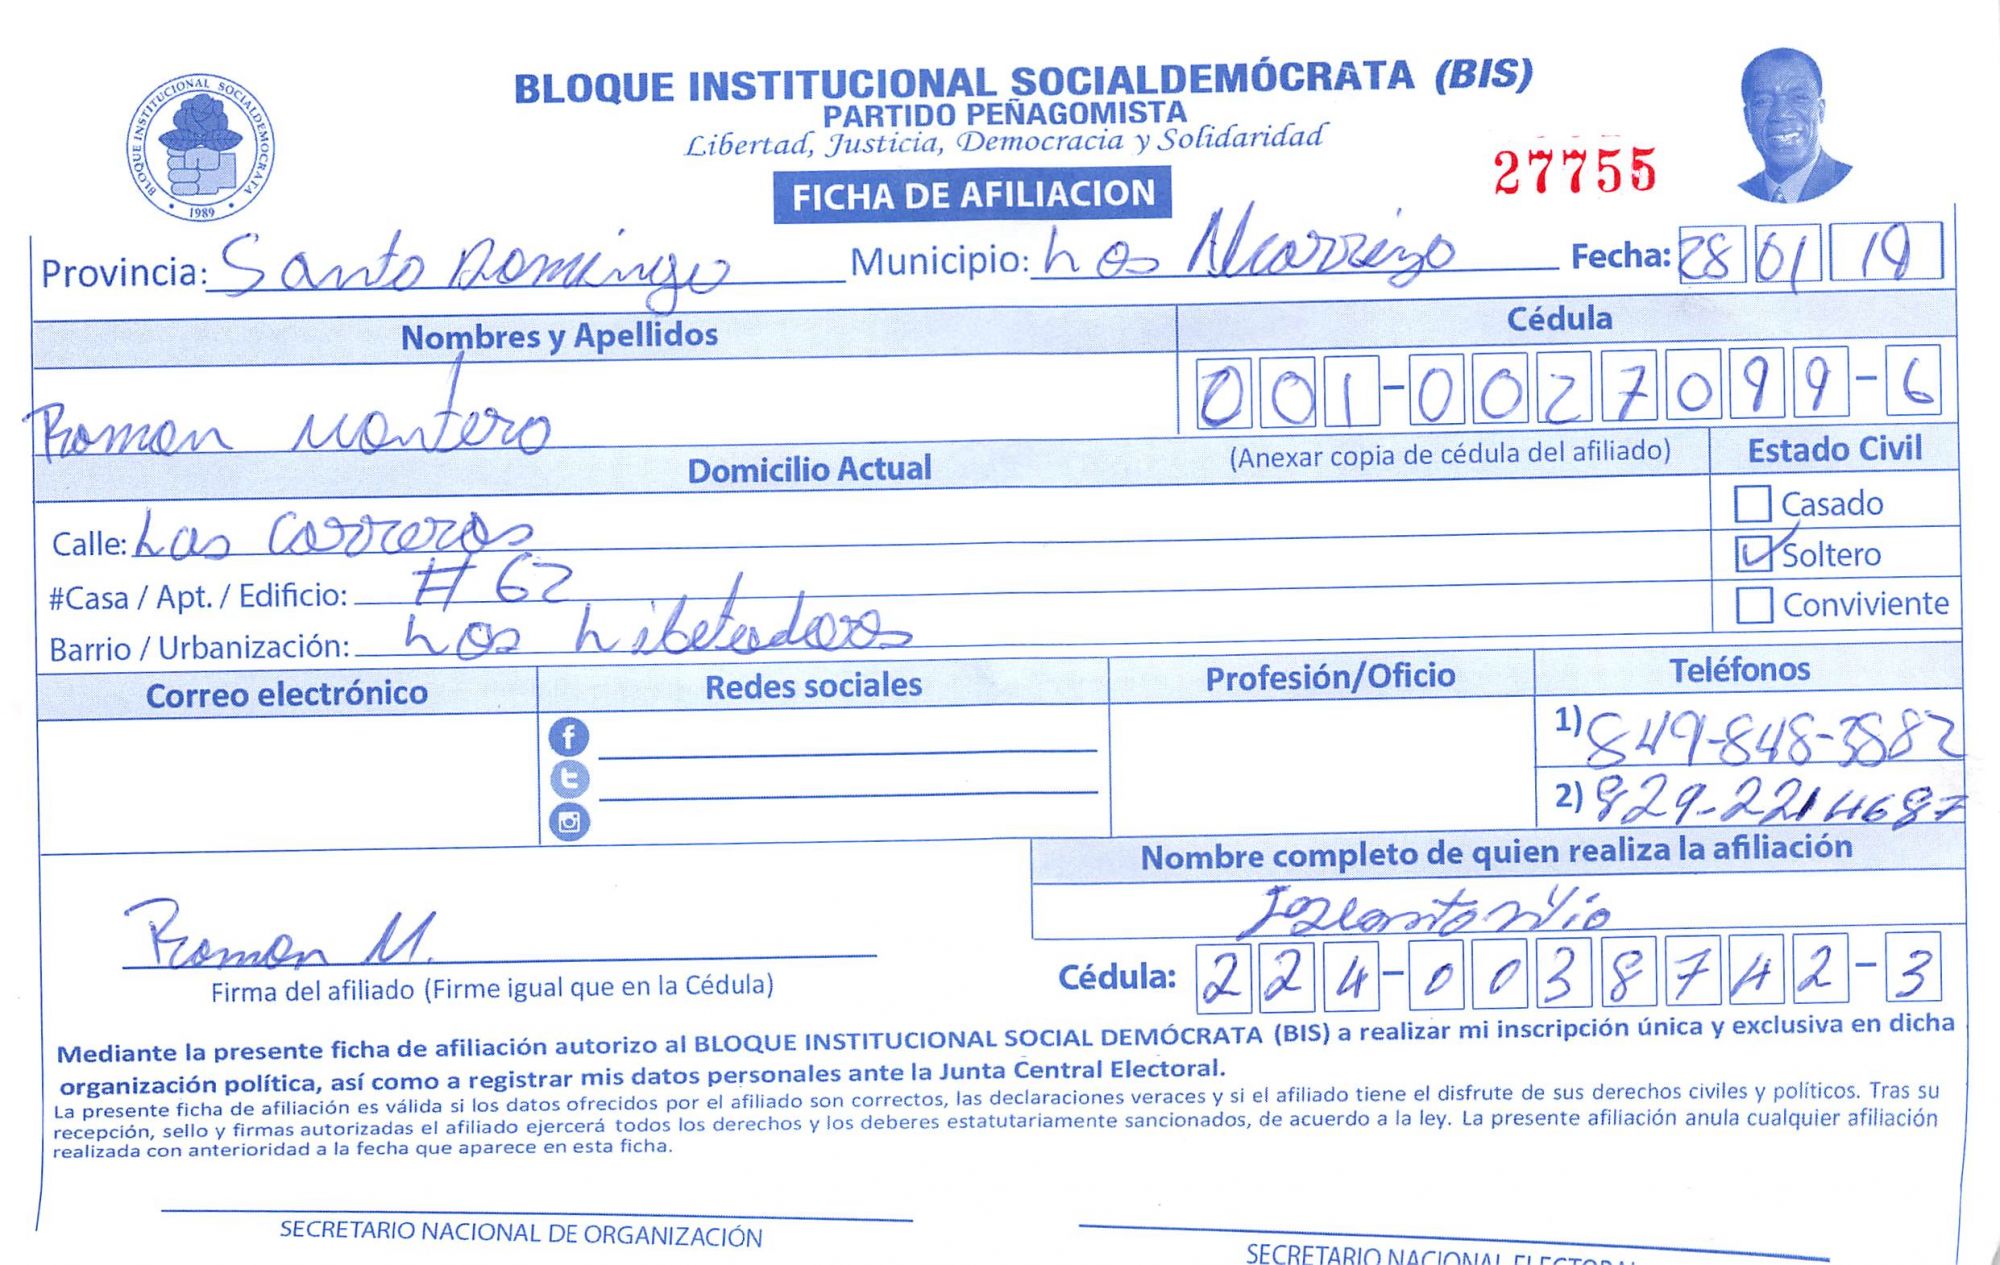 BLOQUE INSTITUCIONAL SOCIALDEMÓCRATA (BIS)
PARTIDO PEÑAGOMISTA
Libertad, Justicia, Democracia y Solidaridad
BLOQUE INSTITUCIONAL SOCIALDEMOCRATA
1989
27755
FICHA DE AFILIACION
Provincia: Santo Domingo Municipio: Los Alcarrizo Fecha: 28 01 19
Nombres y Apellidos Cédula
Roman Montero 001-0027099-6
Domicilio Actual (Anexar copia de cédula del afiliado) Estado Civil
Calle: Las Carreras Casado
#Casa / Apt. / Edificio: #62 Soltero
Barrio / Urbanización: Los Libetadores Conviviente
Correo electrónico Redes sociales Profesión/Oficio Teléfonos
1) 849-848-3882
2) 829-2214687
Nombre completo de quien realiza la afiliación
Roman M.
Firma del afiliado (Firme igual que en la Cédula) Cédula: 224-0038742-3
Mediante la presente ficha de afiliación autorizo al BLOQUE INSTITUCIONAL SOCIAL DEMÓCRATA (BIS) a realizar mi inscripción única y exclusiva en dicha
organización política, así como a registrar mis datos personales ante la Junta Central Electoral.
La presente ficha de afiliación es válida si los datos ofrecidos por el afiliado son correctos, las declaraciones veraces y si el afiliado tiene el disfrute de sus derechos civiles y políticos. Tras su
recepción, sello y firmas autorizadas el afiliado ejercerá todos los derechos y los deberes estatutariamente sancionados, de acuerdo a la ley. La presente afiliación anula cualquier afiliación
realizada con anterioridad a la fecha que aparece en esta ficha.
SECRETARIO NACIONAL DE ORGANIZACIÓN
SECRETARIO NACIONAL ELECTORAL